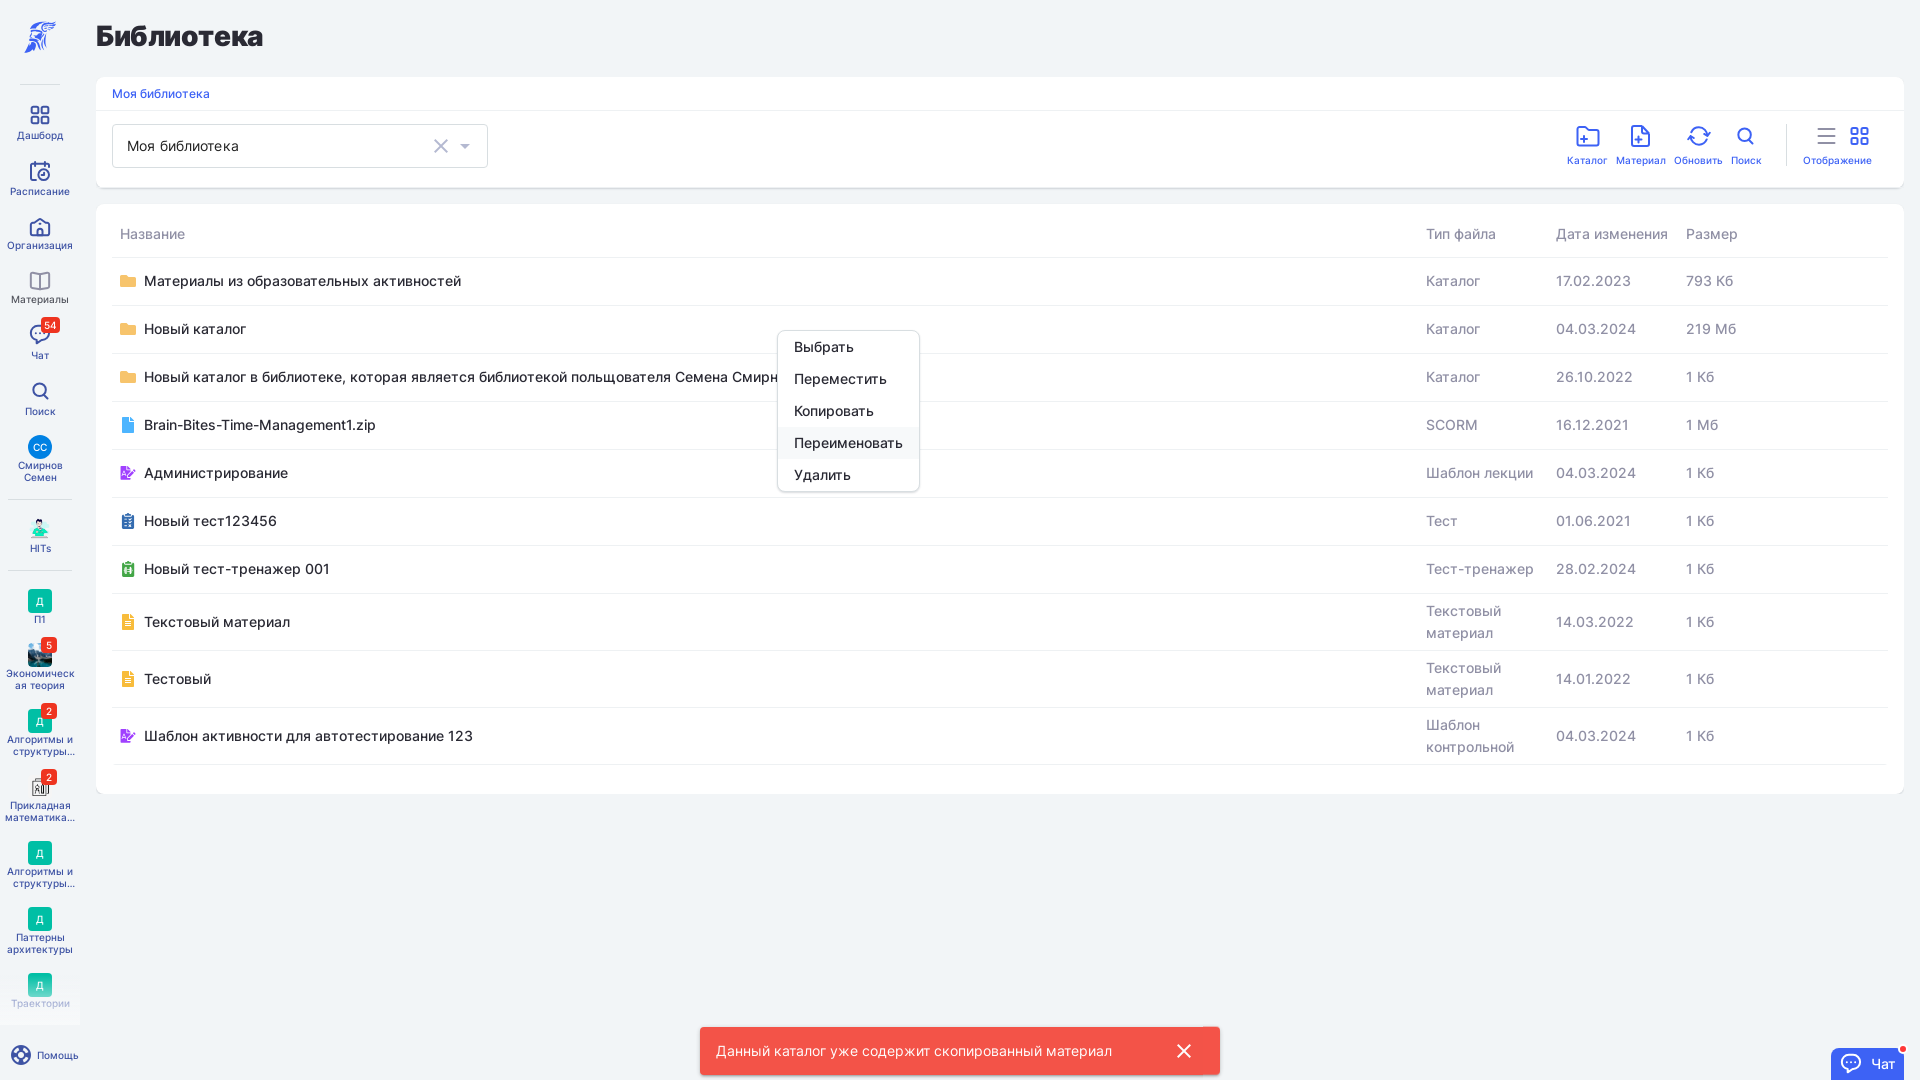 Библиотека
Моя библиотека
Моя библиотека
Каталог
Материал
Обновить
Поиск
Отображение
Дашборд
Расписание
Организация
Материалы
54
Чат
Поиск
СС
Смирнов
Семен
HITs
Д
П1
5
Экономическ
ая теория
Д
2
Алгоритмы и
структуры...
2
Прикладная
математика...
Д
Алгоритмы и
структуры...
Д
Паттерны
архитектуры
Д
Траектории
Помощь
Название Тип файла Дата изменения Размер
Материалы из образовательных активностей Каталог 17.02.2023 793 Кб
Новый каталог Каталог 04.03.2024 219 Мб
Новый каталог в библиотеке, которая является библиотекой польщователя Семена Смирн Каталог 26.10.2022 1 Кб
Brain-Bites-Time-Management1.zip SCORM 16.12.2021 1 Мб
Администрирование Шаблон лекции 04.03.2024 1 Кб
Новый тест123456 Тест 01.06.2021 1 Кб
Новый тест-тренажер 001 Тест-тренажер 28.02.2024 1 Кб
Текстовый материал Текстовый
материал 14.03.2022 1 Кб
Тестовый Текстовый
материал 14.01.2022 1 Кб
Шаблон активности для автотестирование 123 Шаблон
контрольной 04.03.2024 1 Кб
Выбрать
Переместить
Копировать
Переименовать
Удалить
Данный каталог уже содержит скопированный материал
Чат